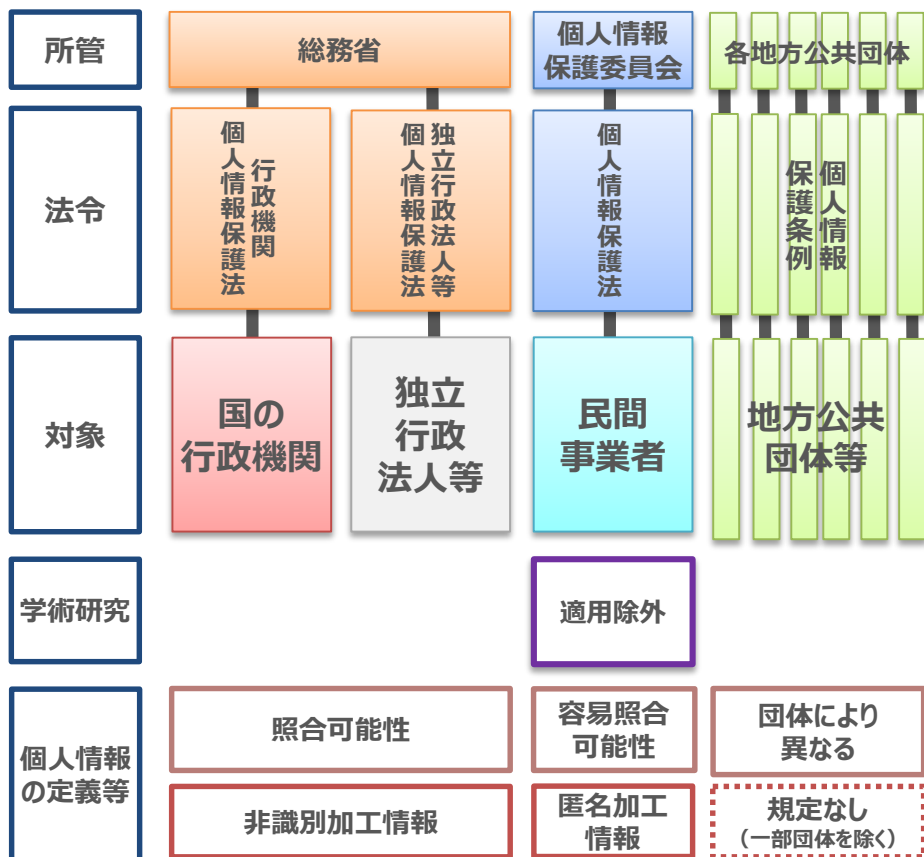 所管
総務省
個人情報
保護委員会
各地方公共団体
法令
行政機関
個人情報保護法
独立行政法人等
個人情報保護法
個人情報保護法
個人情報
保護条例
対象
国の
行政機関
独立
行政
法人等
民間
事業者
地方公共
団体等
学術研究
適用除外
個人情報
の定義等
照合可能性
容易照合
可能性
団体により
異なる
非識別加工情報
匿名加工
情報
規定なし
（一部団体を除く）